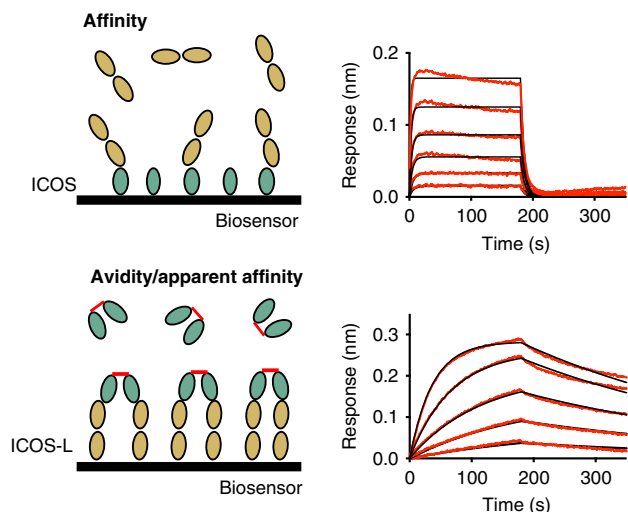 Affinity
ICOS
Biosensor
Response (nm)
0.2
0.1
0.0
0
200
300
100
Time (s)
Avidity/apparent affinity
ICOS-L
Biosensor
Response (nm)
0.3
0.2
0.1
0.0
0
100
200
300
Time (s)